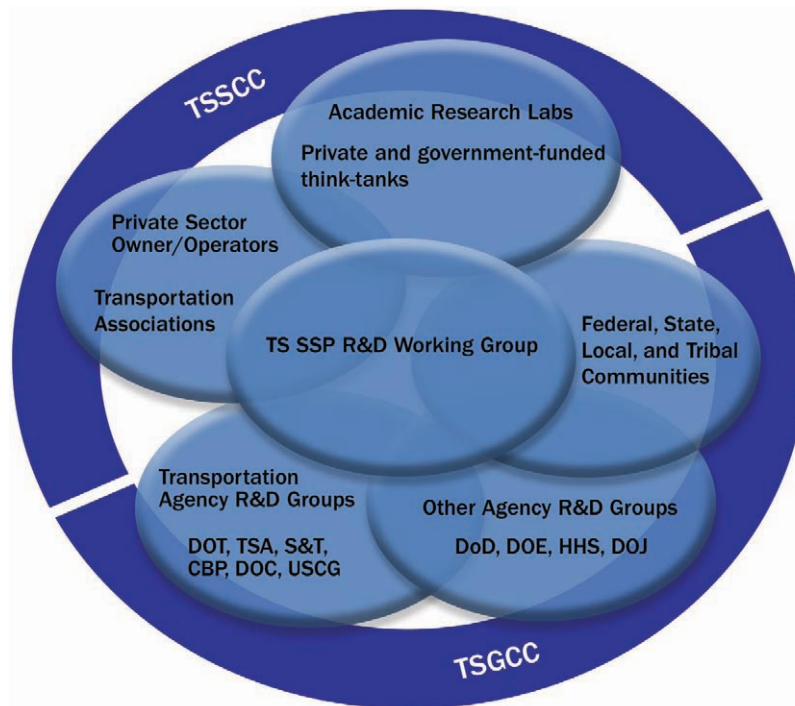 TSSCC
Academic Research Labs
Private and government-funded
think-tanks
Private Sector
Owner/Operators
Transportation
Associations
TS SSP R&D Working Group
Federal, State,
Local, and Tribal
Communities
Transportation
Agency R&D Groups
DOT, TSA, S&T,
CBP, DOC, USCG
Other Agency R&D Groups
DoD, DOE, HHS, DOJ
TSGCC